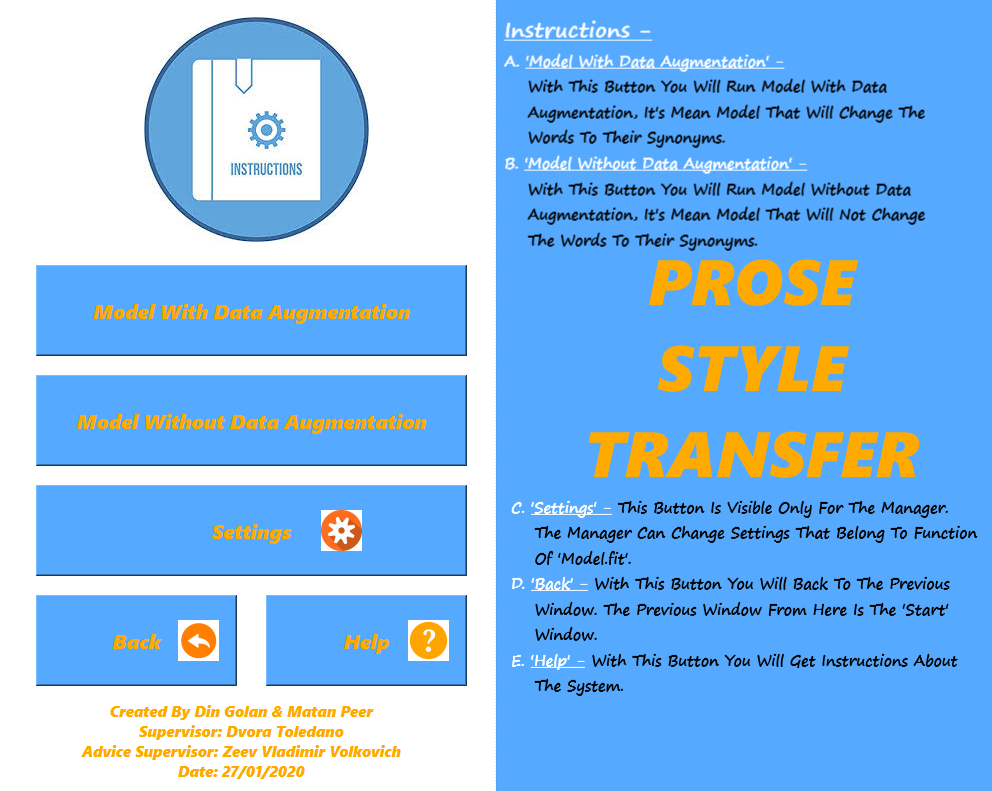 INSTRUCTIONS
Model With Data Augmentation
Model Without Data Augmentation
Settings
Back
Help
?
Created By Din Golan & Matan Peer
Supervisor: Dvora Toledano
Advice Supervisor: Zeev Vladimir Volkovich
Date: 27/01/2020
Instructions -
A. 'Model With Data Augmentation' -
With This Button You Will Run Model With Data
Augmentation, It's Mean Model That Will Change The
Words To Their Synonyms.
B. 'Model Without Data Augmentation' -
With This Button You Will Run Model Without Data
Augmentation, It's Mean Model That Will Not Change
The Words To Their Synonyms.
PROSE
STYLE
TRANSFER
C. 'Settings' - This Button Is Visible Only For The Manager.
The Manager Can Change Settings That Belong To Function
Of 'Model.fit'.
D. 'Back' - With This Button You Will Back To The Previous
Window. The Previous Window From Here Is The 'Start'
Window.
E. 'Help' - With This Button You Will Get Instructions About
The System.